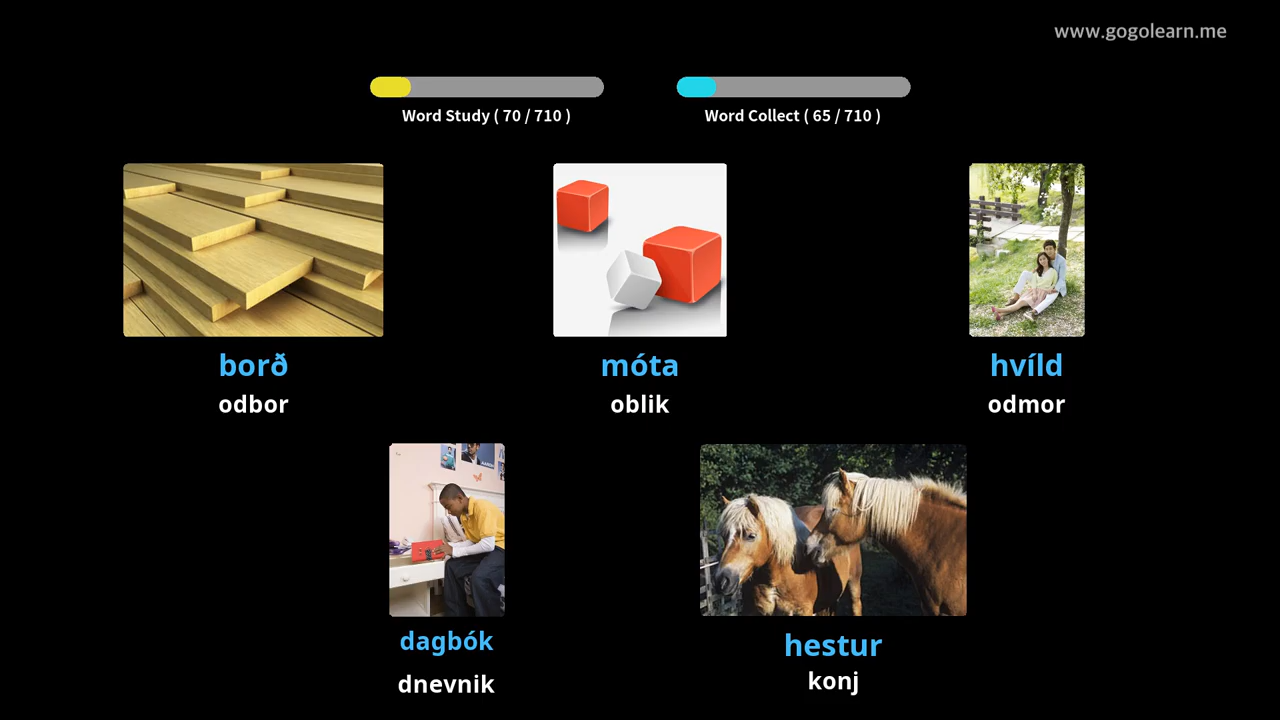 www.gogolearn.me
Word Study ( 70 / 710 )
Word Collect ( 65 / 710 )
borð
odbor
móta
oblik
hvíld
odmor
dagbók
dnevnik
hestur
konj